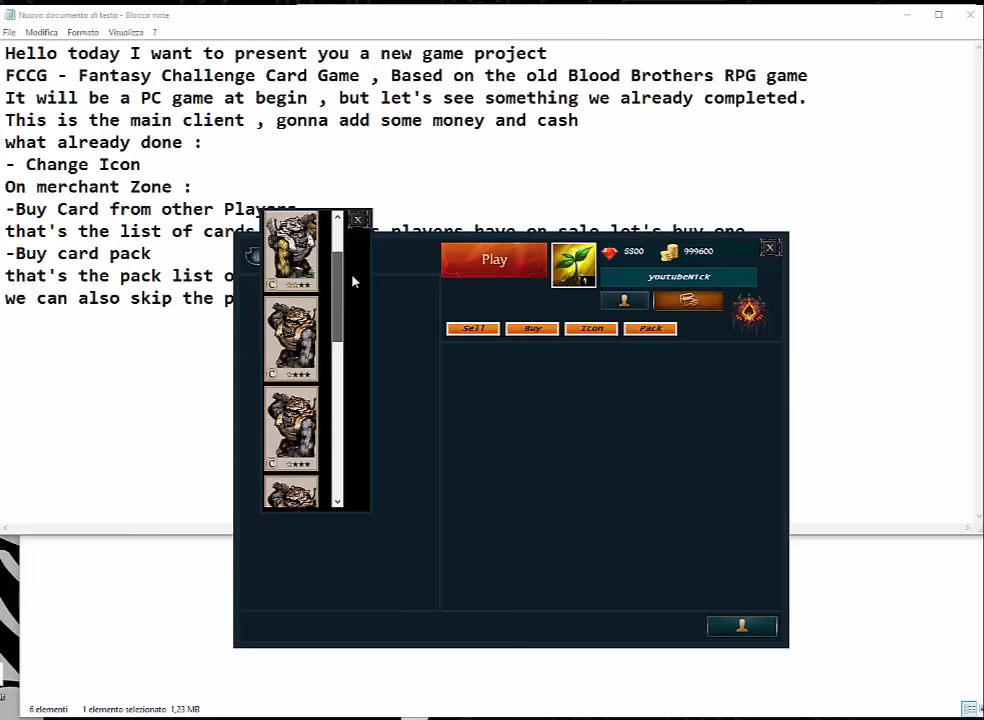 Nuovo documento di testo - Blocco note
File Modifica Formato Visualizza ?
Hello today I want to present you a new game project
FCCG - Fantasy Challenge Card Game , Based on the old Blood Brothers RPG game
It will be a PC game at begin , but let's see something we already completed.
This is the main client , gonna add some money and cash
what already done :
- Change Icon
On merchant Zone :
-Buy Card from other Players
that's the list of cards players have on sale let's buy one
-Buy card pack
that's the pack list o
we can also skip the p
X
C ☆★★★
C ☆★★★
C ☆★★★
Play
1
5500
999600
X
youtubeNick
Sell Buy Icon Pack
6 elementi 1 elemento selezionato 1,23 MB